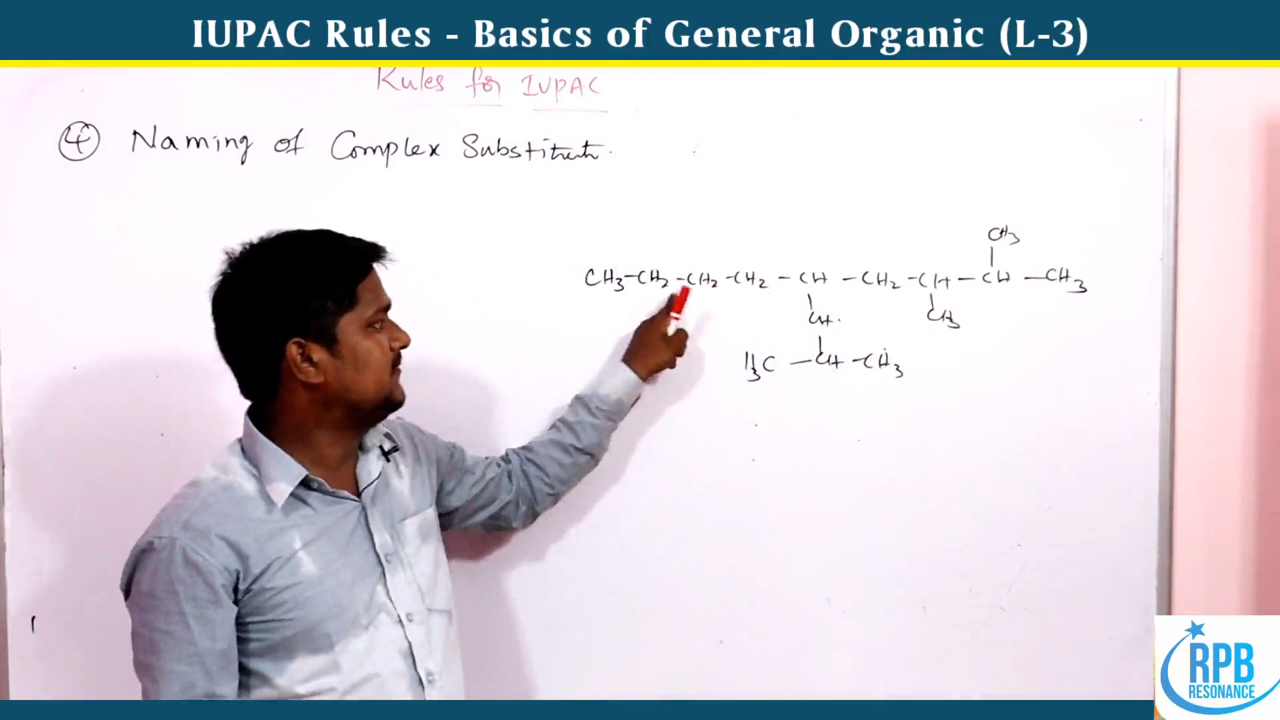 IUPAC Rules - Basics of General Organic (L-3)
Rules for IUPAC
④ Naming of Complex Substituents.
CH3
CH3-CH2-CH2-CH2-CH-CH2-CH-CH-CH3
CH. CH3
H3C-CH-CH3
RPB
RESONANCE